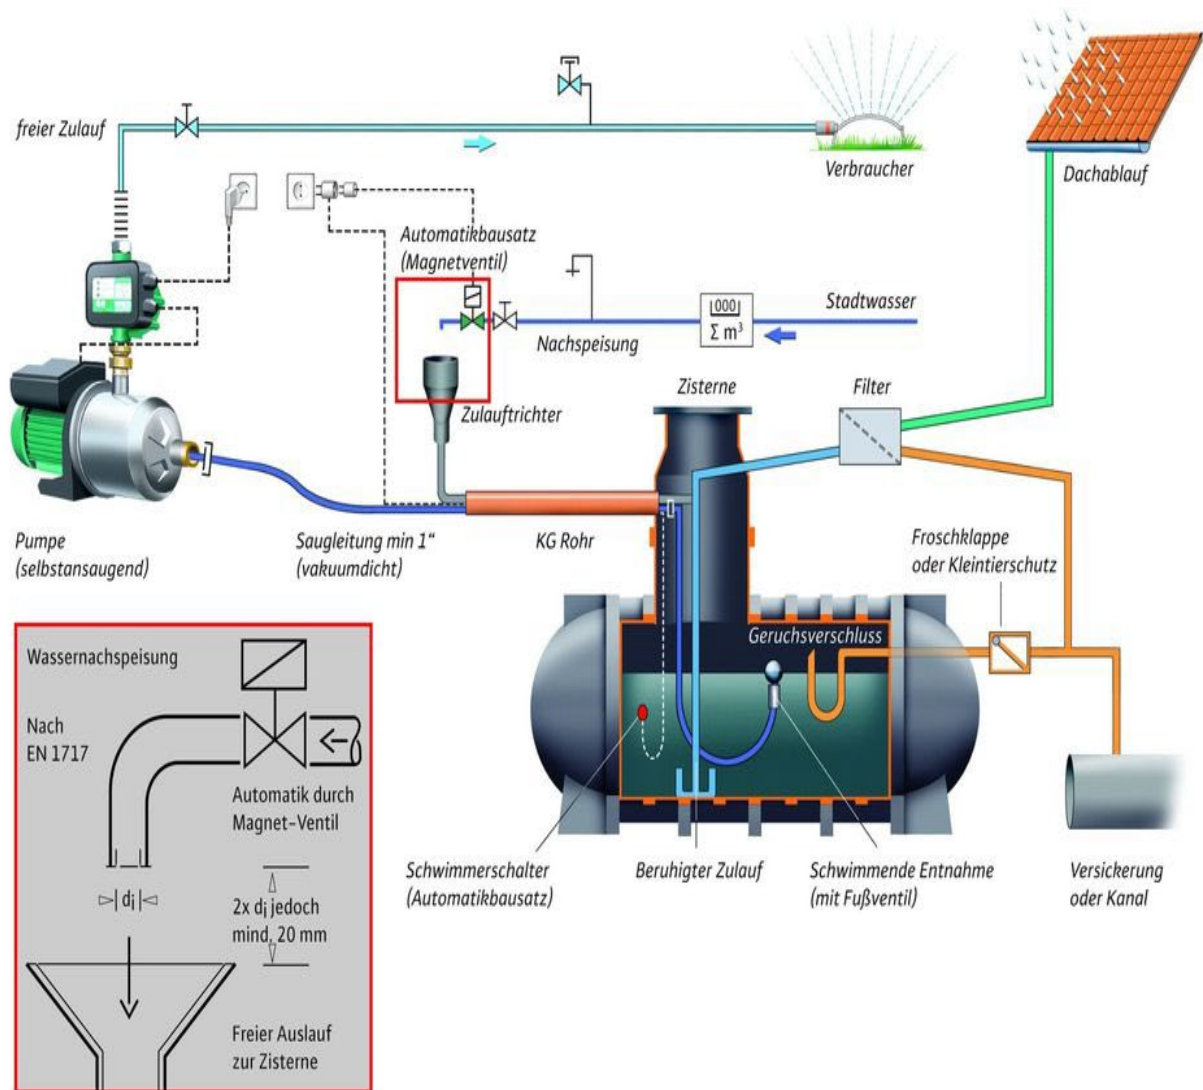 freier Zulauf
Verbraucher
Dachablauf
Automatikbausatz
(Magnetventil)
000
Σ m³
Stadtwasser
Nachspeisung
Zulauftrichter
Zisterne
Filter
Pumpe
(selbstansaugend)
Saugleitung min 1“
(vakuumdicht)
KG Rohr
Froschklappe
oder Kleintierschutz
Geruchsverschluss
Schwimmerschalter
(Automatikbausatz)
Beruhigter Zulauf
Schwimmende Entnahme
(mit Fußventil)
Versickerung
oder Kanal
Wassernachspeisung
Nach
EN 1717
Automatik durch
Magnet-Ventil
di
2x di jedoch
mind. 20 mm
Freier Auslauf
zur Zisterne